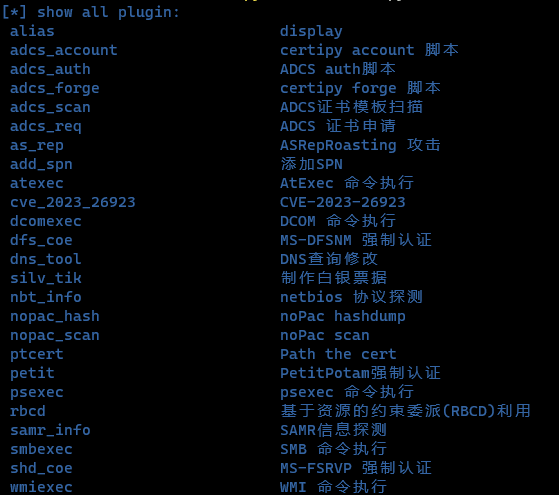 [*] show all plugin:
alias display
adcs_account certipy account 脚本
adcs_auth ADCS auth脚本
adcs_forge certipy forge 脚本
adcs_scan ADCS证书模板扫描
adcs_req ADCS 证书申请
as_rep ASRepRoasting 攻击
add_spn 添加SPN
atexec AtExec 命令执行
cve_2023_26923 CVE-2023-26923
dcomexec DCOM 命令执行
dfs_coe MS-DFSNM 强制认证
dns_tool DNS查询修改
silv_tik 制作白银票据
nbt_info netbios 协议探测
nopac_hash noPac hashdump
nopac_scan noPac scan
ptcert Path the cert
petit PetitPotam强制认证
psexec psexec 命令执行
rbcd 基于资源的约束委派(RBCD)利用
samr_info SAMR信息探测
smbexec SMB 命令执行
shd_coe MS-FSRVP 强制认证
wmiexec WMI 命令执行